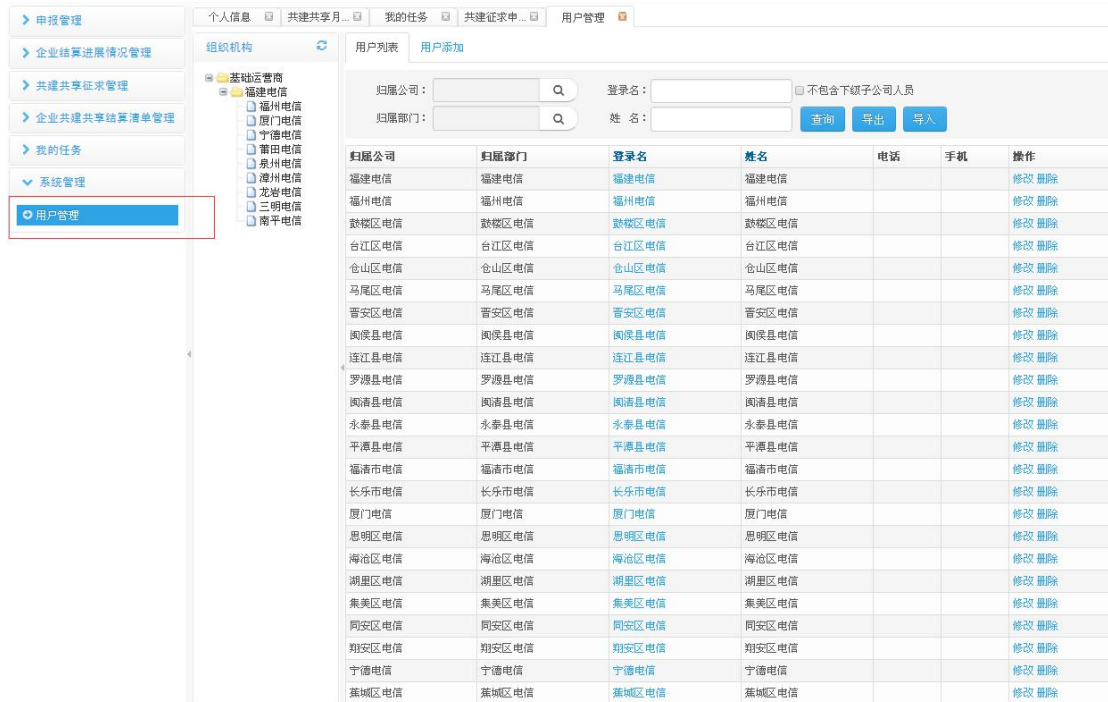 申报管理
企业结算进展情况管理
共建共享征求管理
企业共建共享结算清单管理
我的任务
系统管理
用户管理
个人信息 共建共享月... 我的任务 共建征求申... 用户管理
组织机构
基础运营商
福建电信
福州电信
厦门电信
宁德电信
莆田电信
泉州电信
漳州电信
龙岩电信
三明电信
南平电信
用户列表 用户添加
归属公司： 登录名： 不包含下级子公司人员
归属部门： 姓 名： 查询 导出 导入
归属公司 归属部门 登录名 姓名 电话 手机 操作
福建电信 福建电信 福建电信 福建电信 修改 删除
福州电信 福州电信 福州电信 福州电信 修改 删除
鼓楼区电信 鼓楼区电信 鼓楼区电信 鼓楼区电信 修改 删除
台江区电信 台江区电信 台江区电信 台江区电信 修改 删除
仓山区电信 仓山区电信 仓山区电信 仓山区电信 修改 删除
马尾区电信 马尾区电信 马尾区电信 马尾区电信 修改 删除
晋安区电信 晋安区电信 晋安区电信 晋安区电信 修改 删除
闽侯县电信 闽侯县电信 闽侯县电信 闽侯县电信 修改 删除
连江县电信 连江县电信 连江县电信 连江县电信 修改 删除
罗源县电信 罗源县电信 罗源县电信 罗源县电信 修改 删除
闽清县电信 闽清县电信 闽清县电信 闽清县电信 修改 删除
永泰县电信 永泰县电信 永泰县电信 永泰县电信 修改 删除
平潭县电信 平潭县电信 平潭县电信 平潭县电信 修改 删除
福清市电信 福清市电信 福清市电信 福清市电信 修改 删除
长乐市电信 长乐市电信 长乐市电信 长乐市电信 修改 删除
厦门电信 厦门电信 厦门电信 厦门电信 修改 删除
思明区电信 思明区电信 思明区电信 思明区电信 修改 删除
海沧区电信 海沧区电信 海沧区电信 海沧区电信 修改 删除
湖里区电信 湖里区电信 湖里区电信 湖里区电信 修改 删除
集美区电信 集美区电信 集美区电信 集美区电信 修改 删除
同安区电信 同安区电信 同安区电信 同安区电信 修改 删除
翔安区电信 翔安区电信 翔安区电信 翔安区电信 修改 删除
宁德电信 宁德电信 宁德电信 宁德电信 修改 删除
蕉城区电信 蕉城区电信 蕉城区电信 蕉城区电信 修改 删除